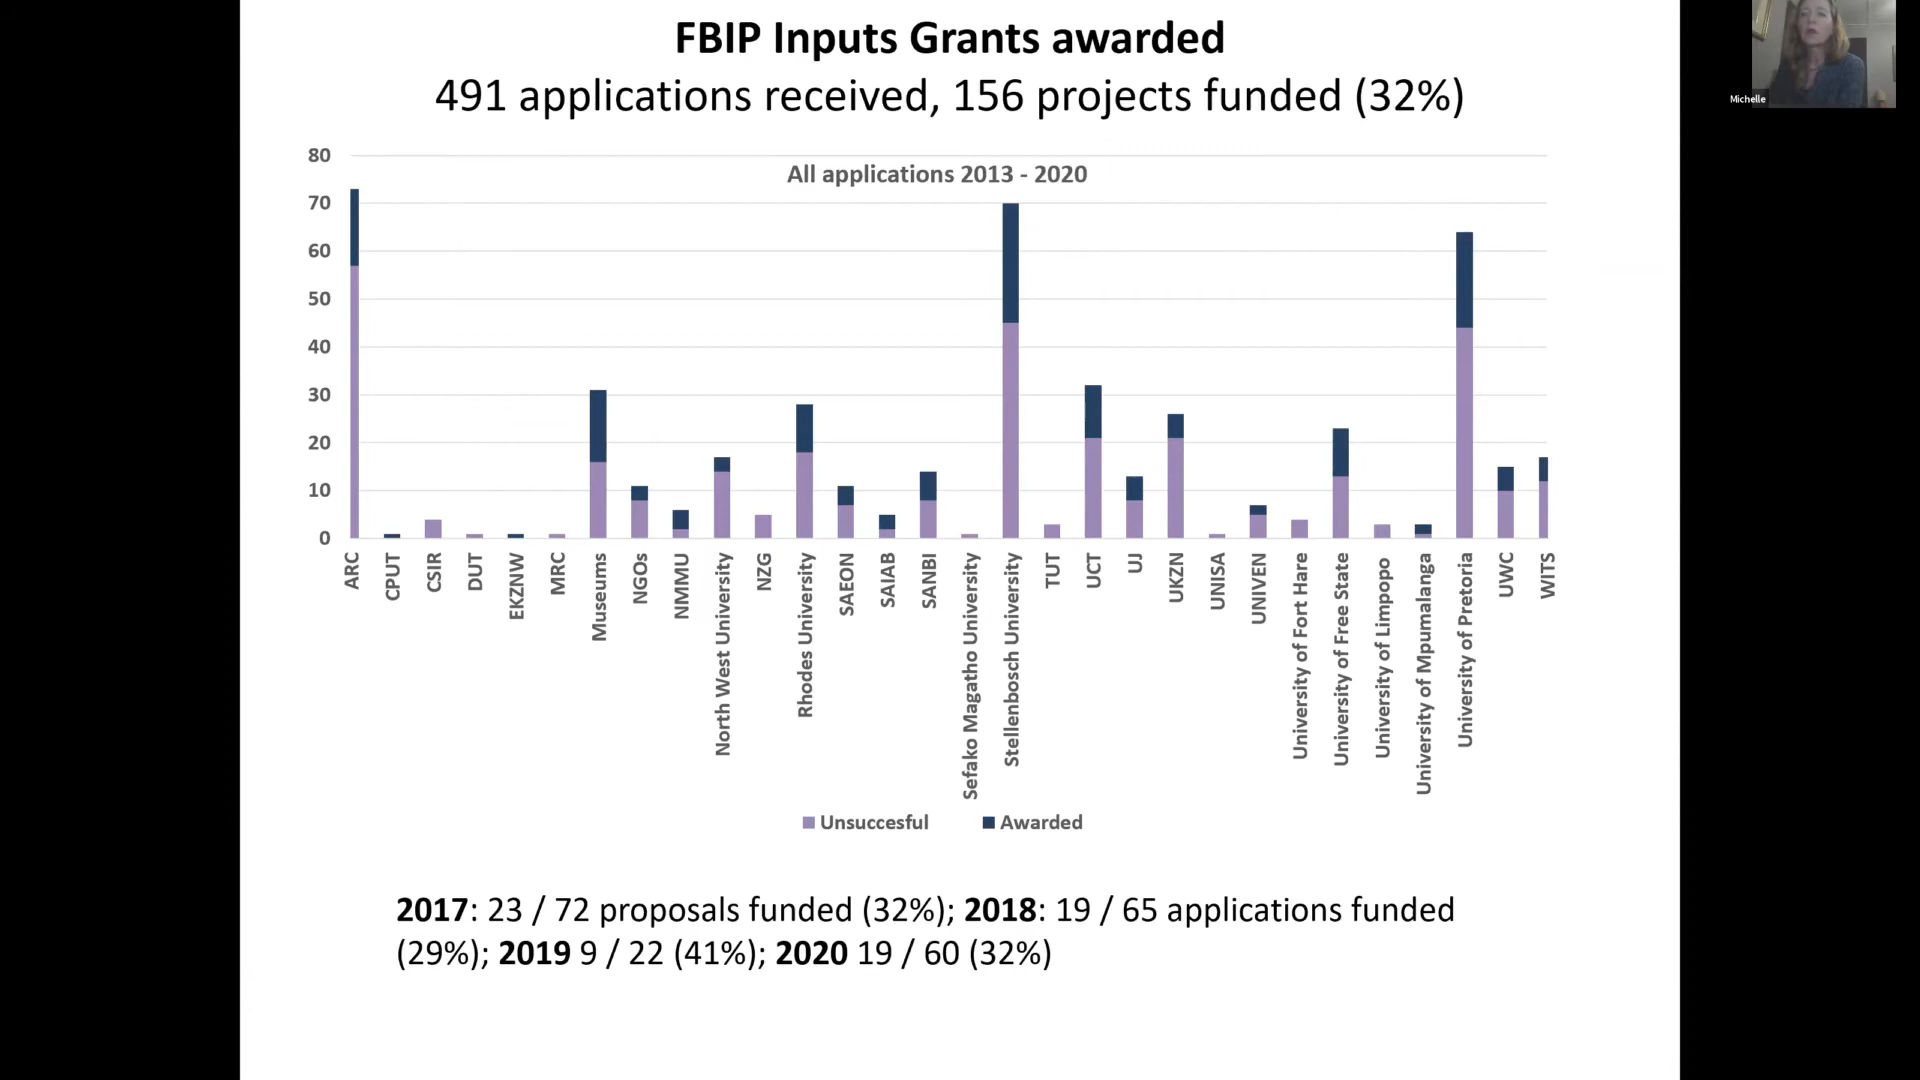 FBIP Inputs Grants awarded
491 applications received, 156 projects funded (32%)
Michelle
All applications 2013 - 2020
80
70
60
50
40
30
20
10
0
ARC
CPUT
CSIR
DUT
EKZNW
MRC
Museums
NGOs
NMMU
North West University
NZG
Rhodes University
SAEON
SAIAB
SANBI
Sefako Magatho University
Stellenbosch University
TUT
UCT
UJ
UKZN
UNISA
UNIVEN
University of Fort Hare
University of Free State
University of Limpopo
University of Mpumalanga
University of Pretoria
UWC
WITS
Unsuccesful
Awarded
2017: 23 / 72 proposals funded (32%); 2018: 19 / 65 applications funded
(29%); 2019 9 / 22 (41%); 2020 19 / 60 (32%)